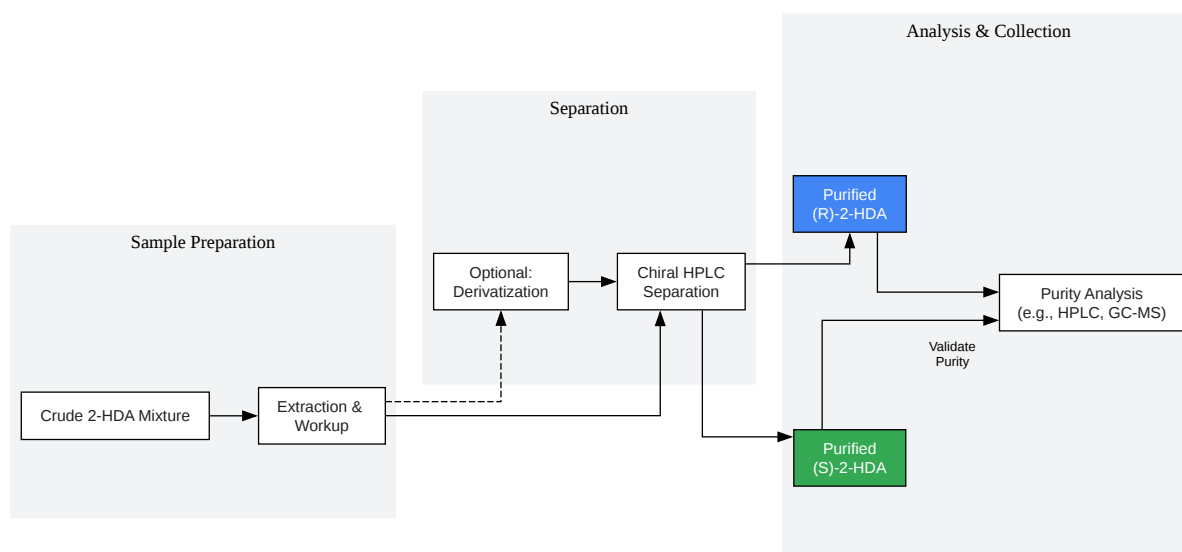 Analysis & Collection
Separation
Purified
(R)-2-HDA
Sample Preparation
Optional:
Derivatization
Chiral HPLC
Separation
Purity Analysis
(e.g., HPLC, GC-MS)
Validate
Purity
Crude 2-HDA Mixture
Extraction &
Workup
Purified
(S)-2-HDA